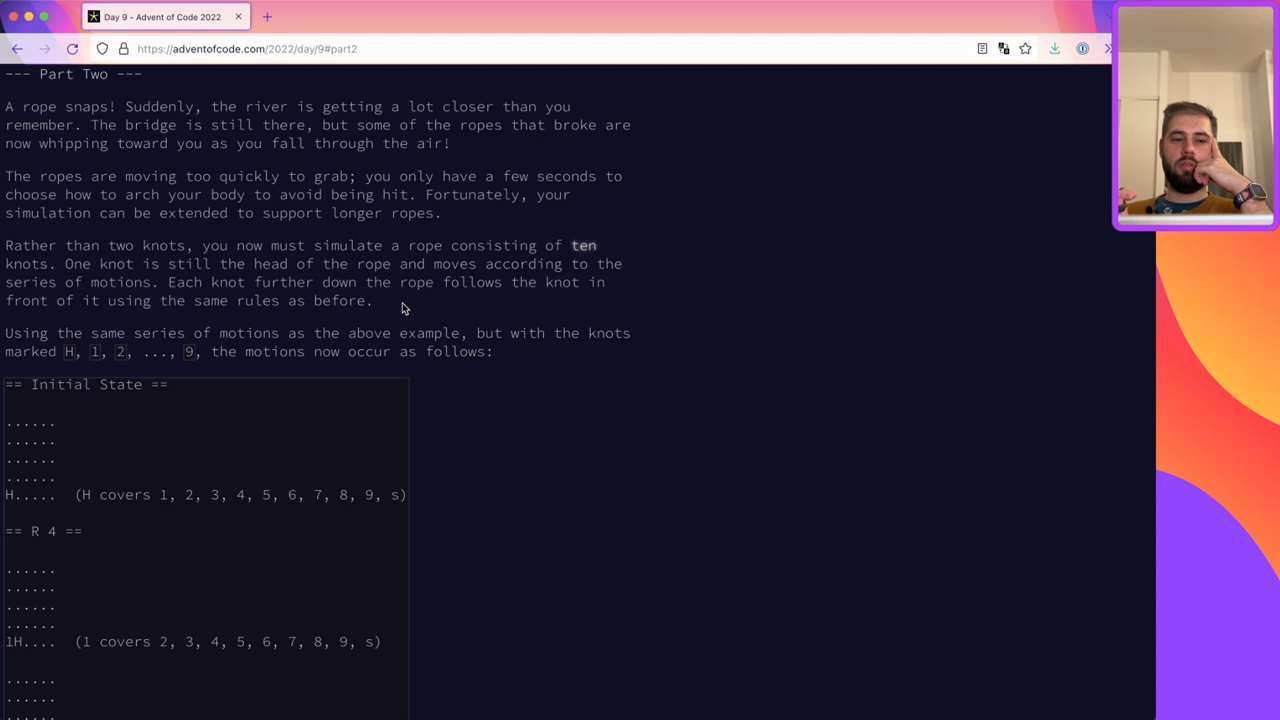 Day 9 - Advent of Code 2022
https://adventofcode.com/2022/day/9#part2
--- Part Two ---
A rope snaps! Suddenly, the river is getting a lot closer than you
remember. The bridge is still there, but some of the ropes that broke are
now whipping toward you as you fall through the air!
The ropes are moving too quickly to grab; you only have a few seconds to
choose how to arch your body to avoid being hit. Fortunately, your
simulation can be extended to support longer ropes.
Rather than two knots, you now must simulate a rope consisting of ten
knots. One knot is still the head of the rope and moves according to the
series of motions. Each knot further down the rope follows the knot in
front of it using the same rules as before.
Using the same series of motions as the above example, but with the knots
marked H, 1, 2, ..., 9, the motions now occur as follows:
== Initial State ==
......
......
......
......
H.....  (H covers 1, 2, 3, 4, 5, 6, 7, 8, 9, s)
== R 4 ==
......
......
......
......
1H....  (1 covers 2, 3, 4, 5, 6, 7, 8, 9, s)
......
......
......